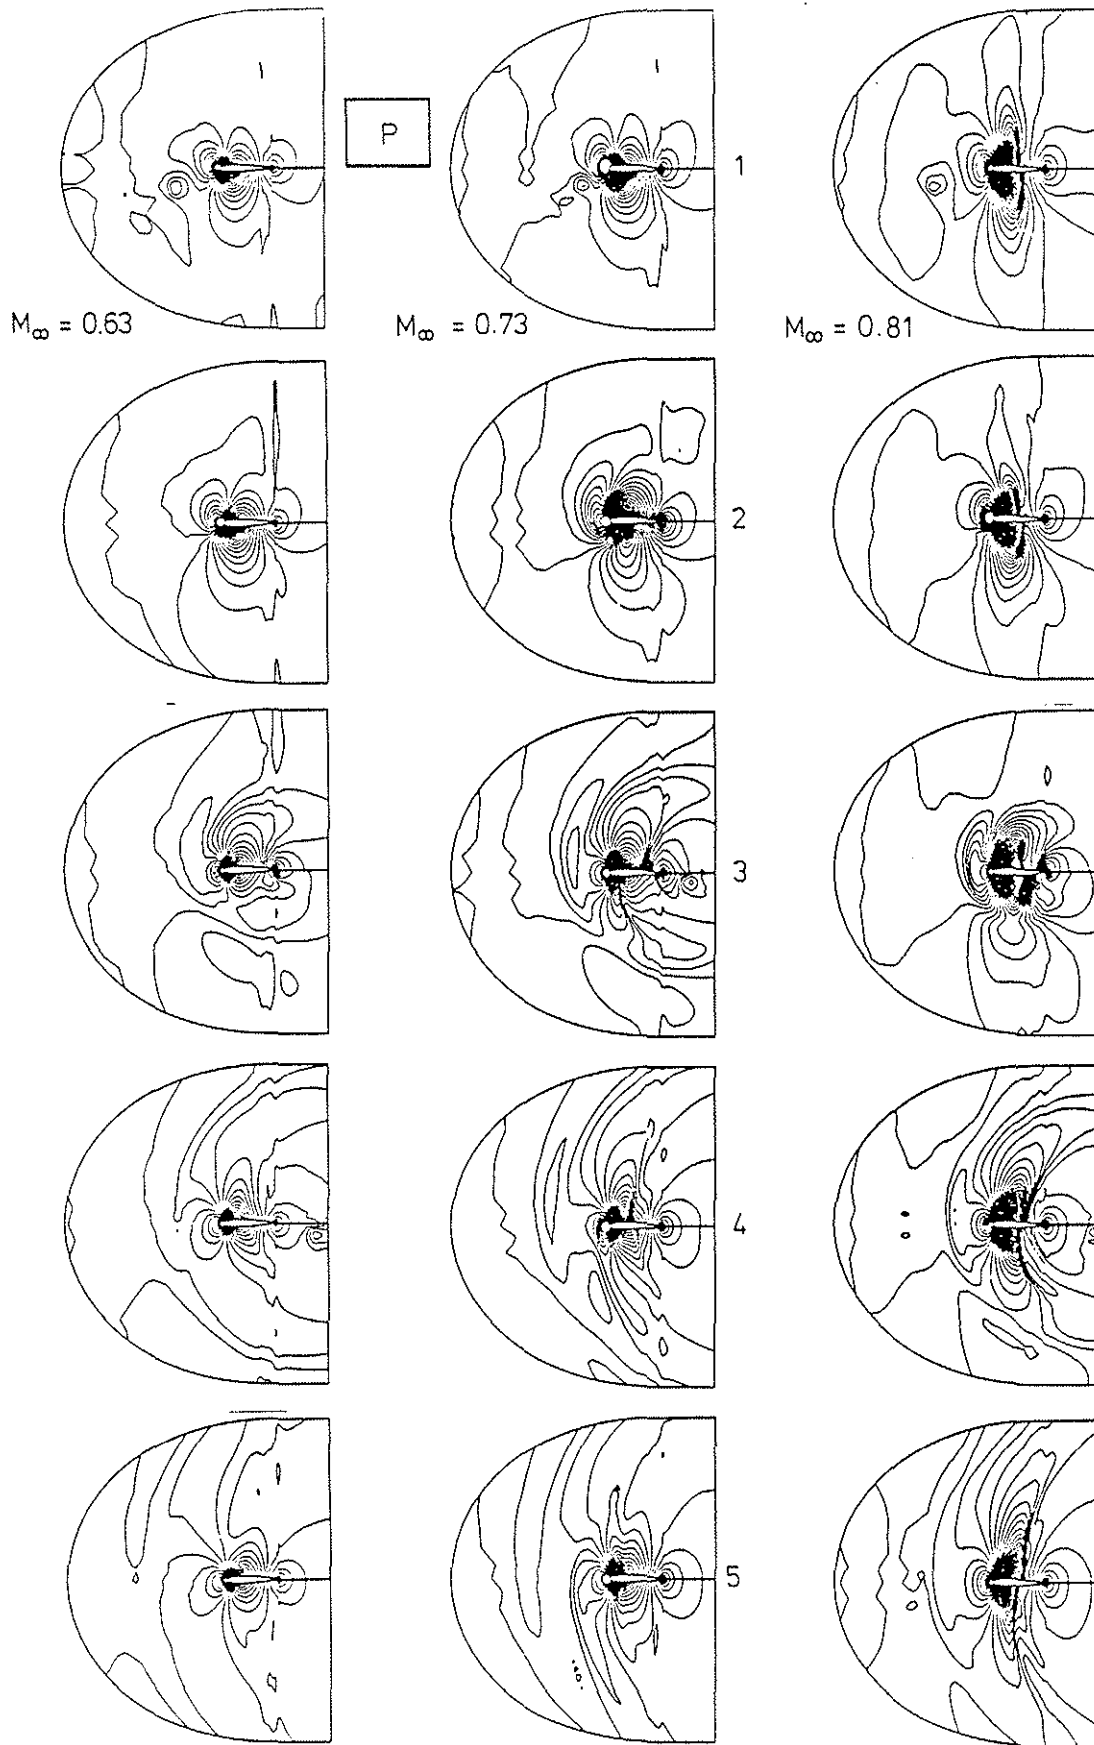 P
1
M∞ = 0.63
M∞ = 0.73
M∞ = 0.81
2
3
4
5